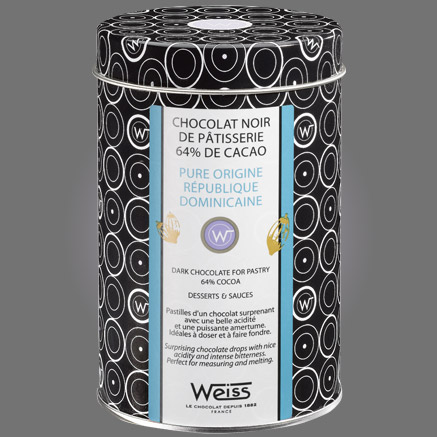 CHOCOLAT NOIR
DE PÂTISSERIE
64% DE CACAO
PURE ORIGINE
RÉPUBLIQUE
DOMINICAINE
W
DARK CHOCOLATE FOR PASTRY
64% COCOA
DESSERTS & SAUCES
Pastilles d'un chocolat surprenant
avec une belle acidité
et une puissante amertume.
Idéales à doser et à faire fondre.
Surprising chocolate drops with nice
acidity and intense bitterness.
Perfect for measuring and melting.
Weiss
LE CHOCOLAT DEPUIS 1882
FRANCE